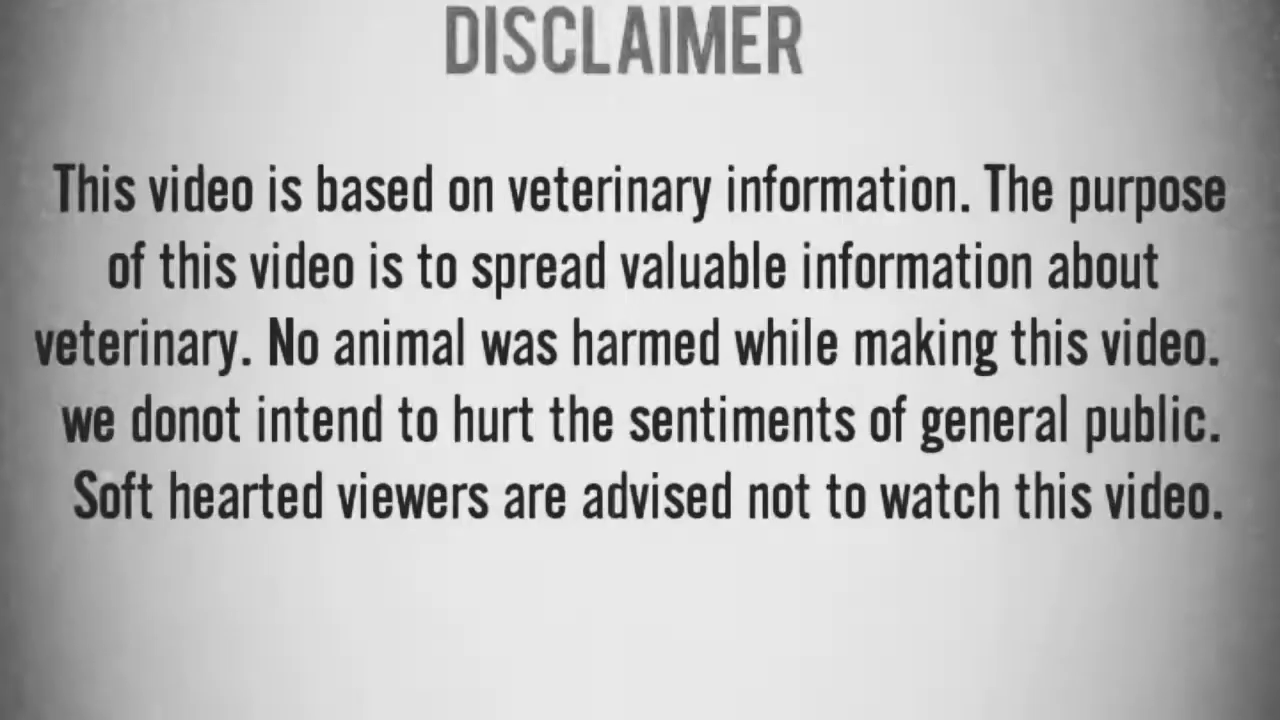 DISCLAIMER
This video is based on veterinary information. The purpose
of this video is to spread valuable information about
veterinary. No animal was harmed while making this video.
we donot intend to hurt the sentiments of general public.
Soft hearted viewers are advised not to watch this video.